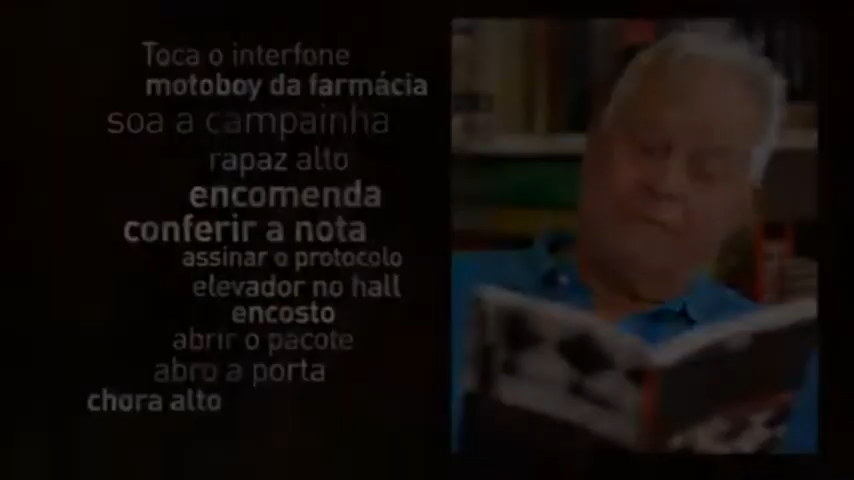 Toca o interfone
motoboy da farmácia
soa a campainha
rapaz alto
encomenda
conferir a nota
assinar o protocolo
elevador no hall
encosto
abrir o pacote
abro a porta
chora alto